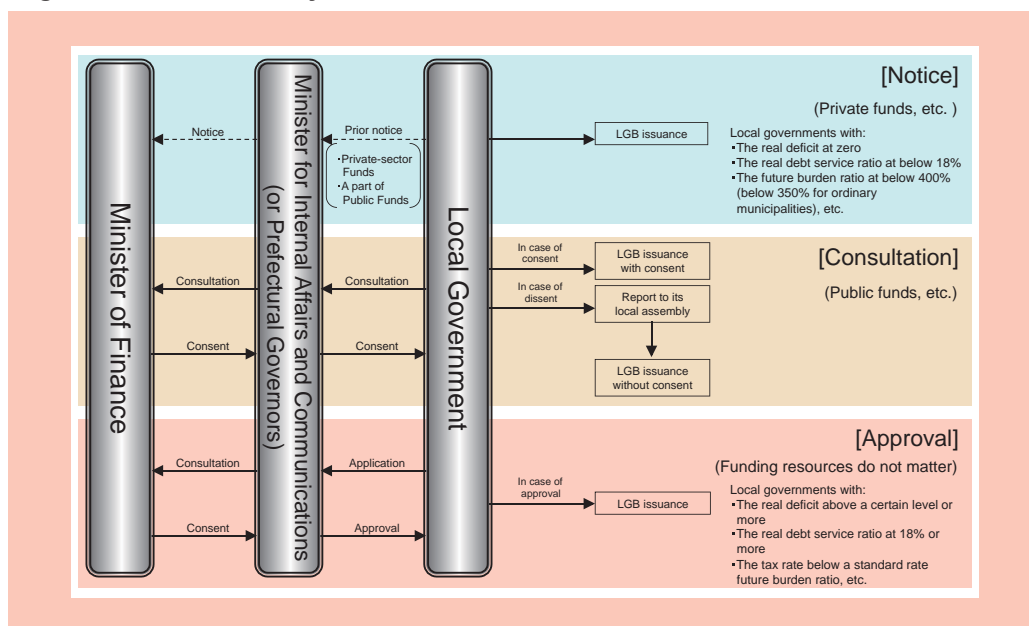 Minister of Finance
Minister for Internal Affairs and Communications
(or Prefectural Governors)
Local Government
[Notice]
(Private funds, etc. )
Notice
Prior notice
・Private-sector
Funds
・A part of
Public Funds
LGB issuance
Local governments with:
・The real deficit at zero
・The real debt service ratio at below 18%
・The future burden ratio at below 400%
(below 350% for ordinary
municipalities), etc.
[Consultation]
(Public funds, etc.)
Consultation
Consultation
Consent
Consent
In case of
consent
LGB issuance
with consent
In case of
dissent
Report to its
local assembly
LGB issuance
without consent
[Approval]
(Funding resources do not matter)
Consultation
Application
Consent
Approval
In case of
approval
LGB issuance
Local governments with:
・The real deficit above a certain level or
more
・The real debt service ratio at 18% or
more
・The tax rate below a standard rate
future burden ratio, etc.